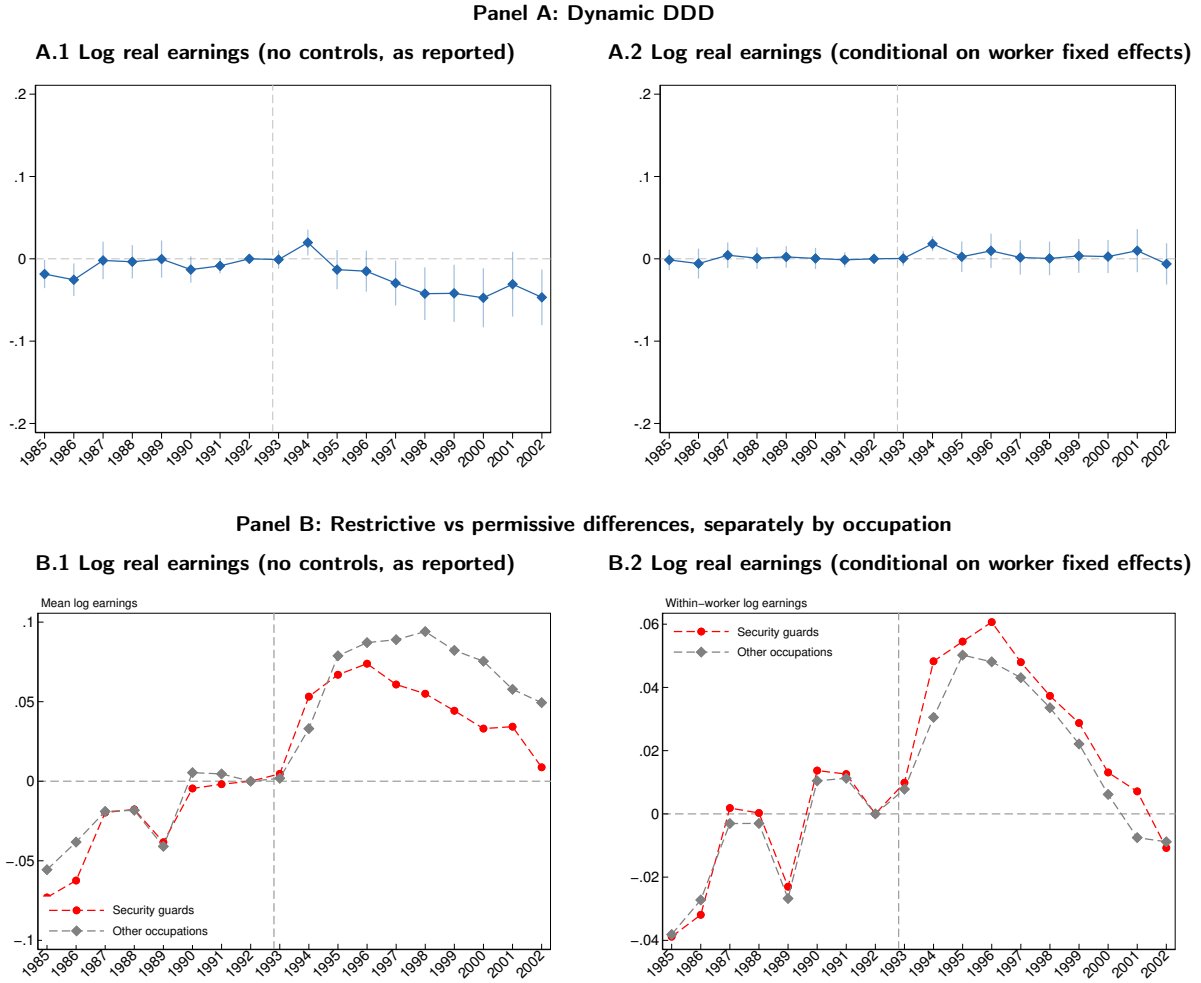 Panel A: Dynamic DDD
A.1 Log real earnings (no controls, as reported)
.2
.1
0
-.1
-.2
1985 1986 1987 1988 1989 1990 1991 1992 1993 1994 1995 1996 1997 1998 1999 2000 2001 2002
A.2 Log real earnings (conditional on worker fixed effects)
.2
.1
0
-.1
-.2
1985 1986 1987 1988 1989 1990 1991 1992 1993 1994 1995 1996 1997 1998 1999 2000 2001 2002
Panel B: Restrictive vs permissive differences, separately by occupation
B.1 Log real earnings (no controls, as reported)
Mean log earnings
.1
.05
0
-.05
-.1
Security guards
Other occupations
1985 1986 1987 1988 1989 1990 1991 1992 1993 1994 1995 1996 1997 1998 1999 2000 2001 2002
B.2 Log real earnings (conditional on worker fixed effects)
Within-worker log earnings
.06
.04
.02
0
-.02
-.04
Security guards
Other occupations
1985 1986 1987 1988 1989 1990 1991 1992 1993 1994 1995 1996 1997 1998 1999 2000 2001 2002